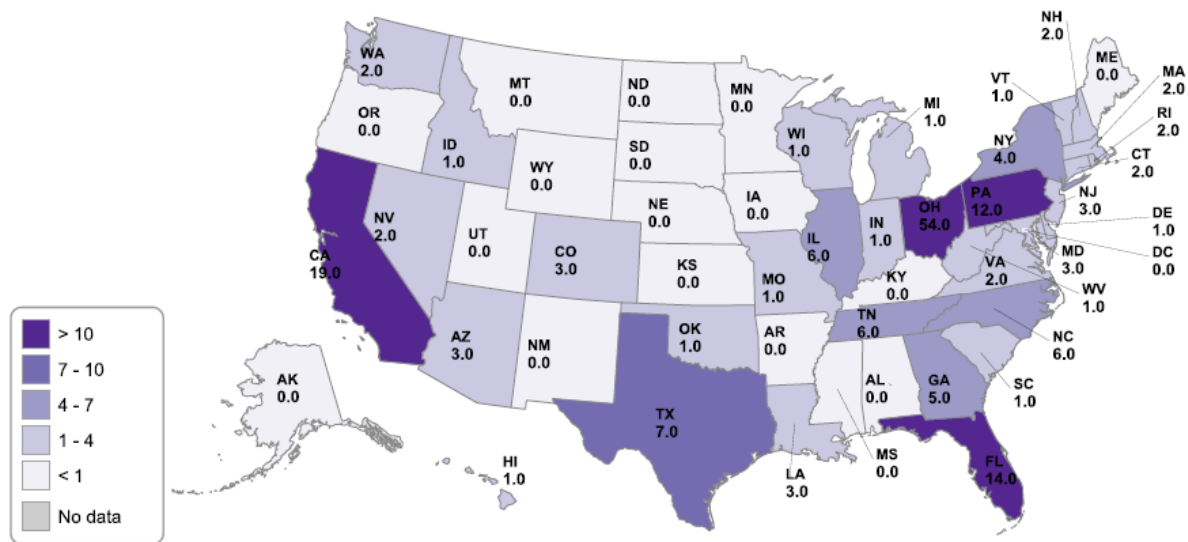 WA
2.0
OR
0.0
CA
19.0
NV
2.0
ID
1.0
MT
0.0
WY
0.0
UT
0.0
CO
3.0
AZ
3.0
NM
0.0
ND
0.0
SD
0.0
NE
0.0
KS
0.0
OK
1.0
TX
7.0
MN
0.0
IA
0.0
MO
1.0
AR
0.0
LA
3.0
WI
1.0
IL
6.0
MI
1.0
IN
1.0
OH
54.0
KY
0.0
TN
6.0
MS
0.0
AL
0.0
GA
5.0
FL
14.0
SC
1.0
NC
6.0
VA
2.0
WV
1.0
MD
3.0
DC
0.0
DE
1.0
PA
12.0
NJ
3.0
NY
4.0
CT
2.0
RI
2.0
MA
2.0
VT
1.0
NH
2.0
ME
0.0
AK
0.0
HI
1.0
> 10
7 - 10
4 - 7
1 - 4
< 1
No data